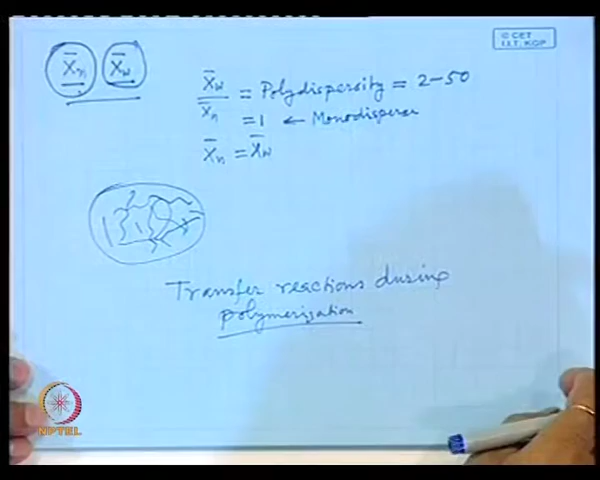 © CET
I.I.T. KGP
X̄n X̄w
X̄w / X̄n = Polydispersity = 2-50
= 1 ← Monodisperse
X̄n = X̄w
Transfer reactions during
polymerization
NPTEL